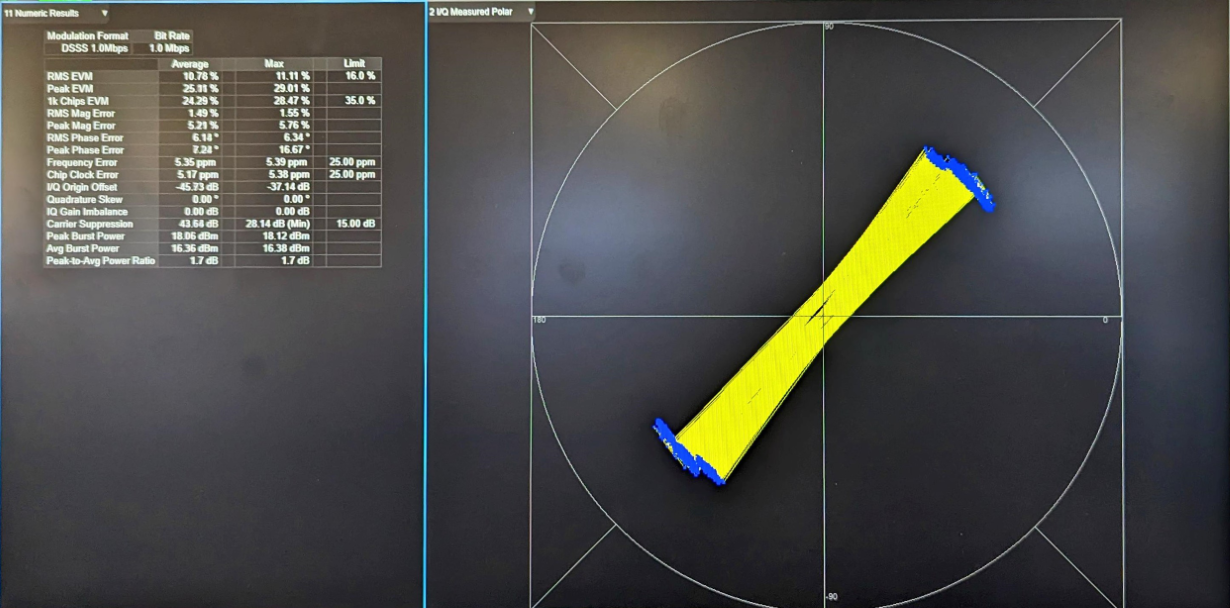 11 Numeric Results
Modulation Format Bit Rate
DSSS 1.0Mbps 1.0 Mbps
Average Max Limit
RMS EVM 10.78 % 11.11 % 16.0 %
Peak EVM 25.91 % 29.01 %
1k Chips EVM 24.29 % 28.47 % 35.0 %
RMS Mag Error 1.49 % 1.55 %
Peak Mag Error 5.21 % 5.76 %
RMS Phase Error 6.18 ° 6.34 °
Peak Phase Error 7.28 ° 16.67 °
Frequency Error 5.35 ppm 5.39 ppm 25.00 ppm
Chip Clock Error 5.17 ppm 5.38 ppm 25.00 ppm
I/Q Origin Offset -45.73 dB -37.14 dB
Quadrature Skew 0.00 ° 0.00 °
IQ Gain Imbalance 0.00 dB 0.00 dB
Carrier Suppression 43.64 dB 28.14 dB (Min) 15.00 dB
Peak Burst Power 18.06 dBm 18.12 dBm
Avg Burst Power 16.36 dBm 16.38 dBm
Peak-to-Avg Power Ratio 1.7 dB 1.7 dB
2 I/Q Measured Polar
90
180 0
-90